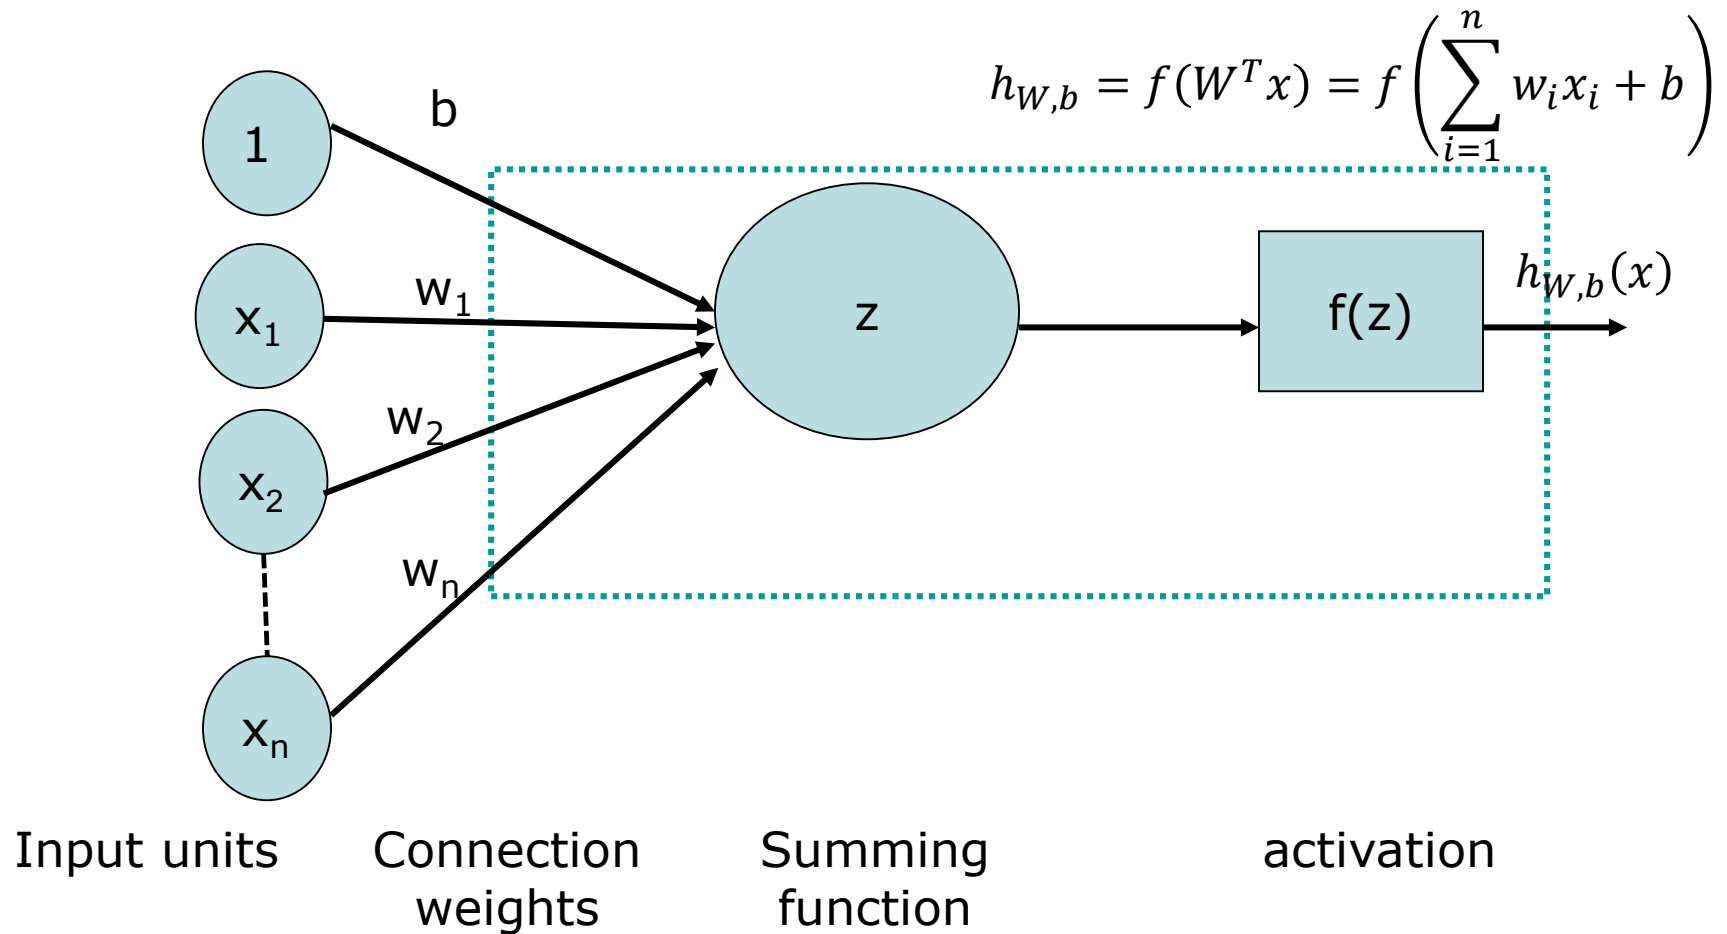 h_{W,b} = f(W^T x) = f(∑_{i=1}^{n} w_i x_i + b)
b
1
w₁
x₁
z
f(z)
h_{W,b}(x)
w₂
x₂
wₙ
xₙ
Input units
Connection
weights
Summing
function
activation